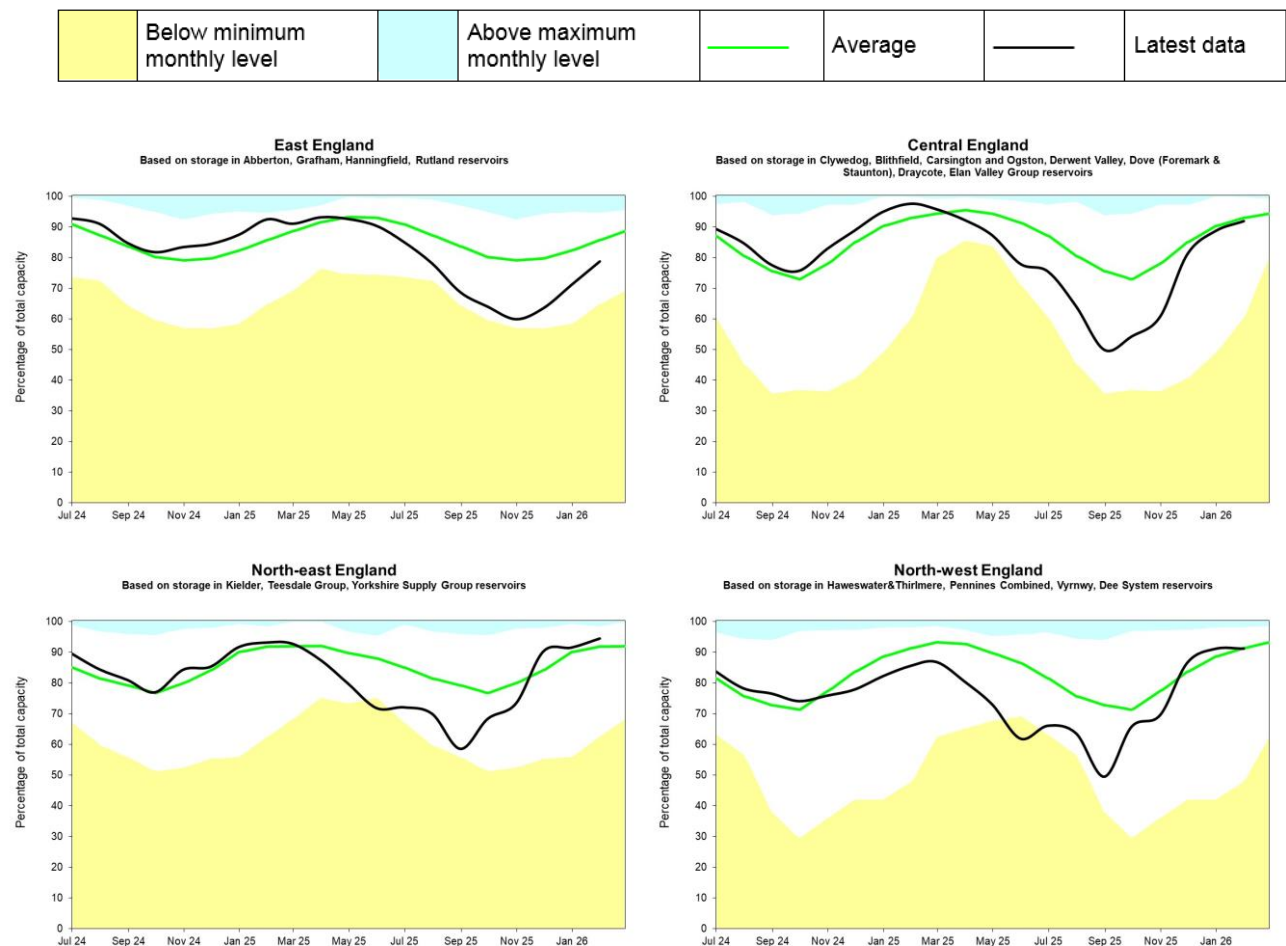 Below minimum
monthly level
Above maximum
monthly level
Average
Latest data
East England
Based on storage in Abberton, Grafham, Hanningfield, Rutland reservoirs
Percentage of total capacity
100
90
80
70
60
50
40
30
20
10
0
Jul 24 Sep 24 Nov 24 Jan 25 Mar 25 May 25 Jul 25 Sep 25 Nov 25 Jan 26
Central England
Based on storage in Clywedog, Blithfield, Carsington and Ogston, Derwent Valley, Dove (Foremark &
Staunton), Draycote, Elan Valley Group reservoirs
Percentage of total capacity
100
90
80
70
60
50
40
30
20
10
0
Jul 24 Sep 24 Nov 24 Jan 25 Mar 25 May 25 Jul 25 Sep 25 Nov 25 Jan 26
North-east England
Based on storage in Kielder, Teesdale Group, Yorkshire Supply Group reservoirs
Percentage of total capacity
100
90
80
70
60
50
40
30
20
10
0
Jul 24 Sep 24 Nov 24 Jan 25 Mar 25 May 25 Jul 25 Sep 25 Nov 25 Jan 26
North-west England
Based on storage in Haweswater&Thirlmere, Pennines Combined, Vyrnwy, Dee System reservoirs
Percentage of total capacity
100
90
80
70
60
50
40
30
20
10
0
Jul 24 Sep 24 Nov 24 Jan 25 Mar 25 May 25 Jul 25 Sep 25 Nov 25 Jan 26